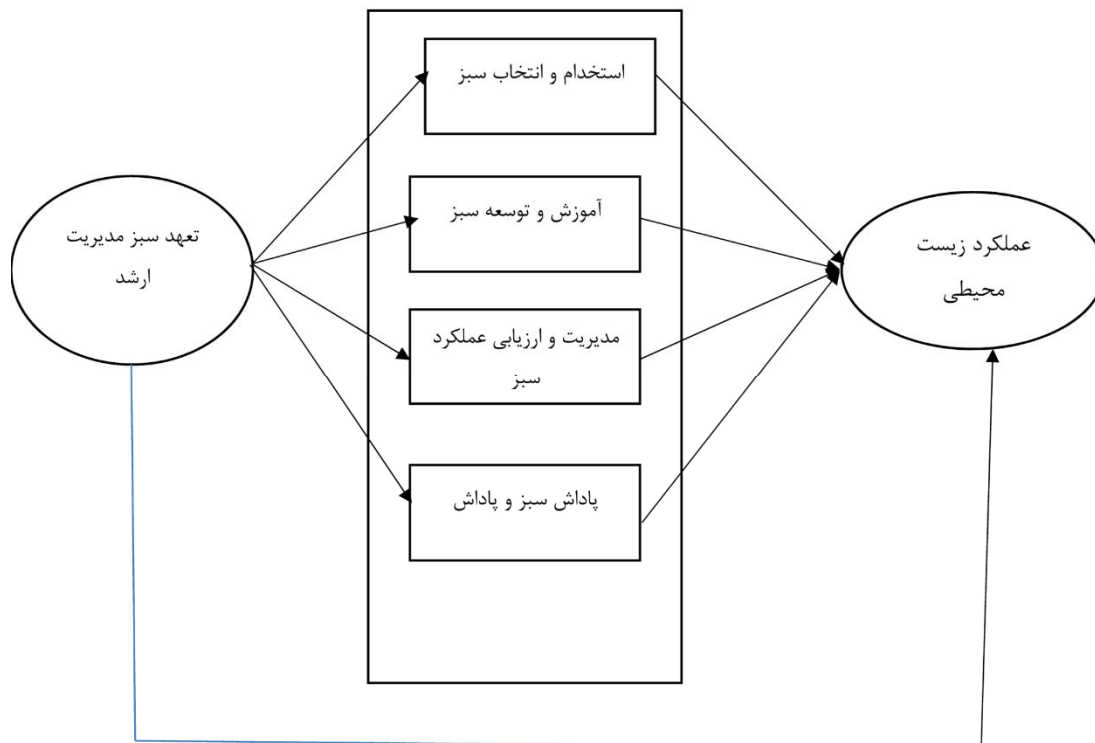 استخدام و انتخاب سبز
آموزش و توسعه سبز
تعهد سبز مدیریت
ارشد
عملکرد زیست
محیطی
مدیریت و ارزیابی عملکرد
سبز
پاداش سبز و پاداش